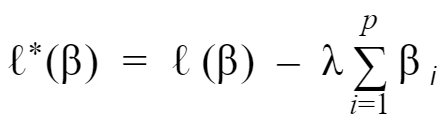 ℓ*(β) = ℓ (β) − λ∑_{i=1}^{p} β_i